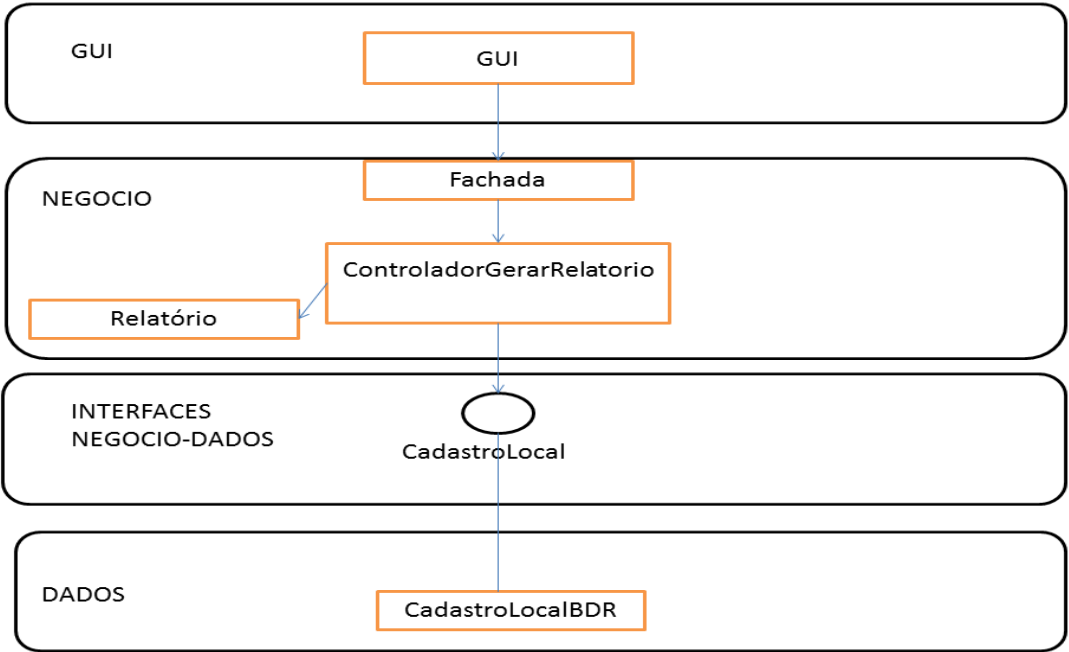 GUI
GUI
NEGOCIO
Fachada
ControladorGerarRelatorio
Relatório
INTERFACES
NEGOCIO-DADOS
CadastroLocal
DADOS
CadastroLocalBDR